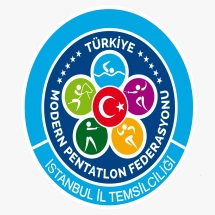 TÜRKİYE
MODERN PENTATLON FEDERASYONU
İSTANBUL İL TEMSİLCİLİĞİ